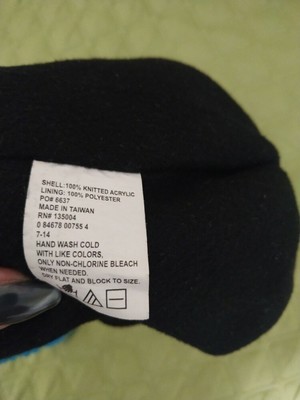 SHELL:100% KNITTED ACRYLIC
LINING: 100% POLYESTER
PO# 6637
MADE IN TAIWAN
RN# 135004
0 84678 00755 4
7-14
HAND WASH COLD
WITH LIKE COLORS,
ONLY NON-CHLORINE BLEACH
WHEN NEEDED.
DRY FLAT AND BLOCK TO SIZE.